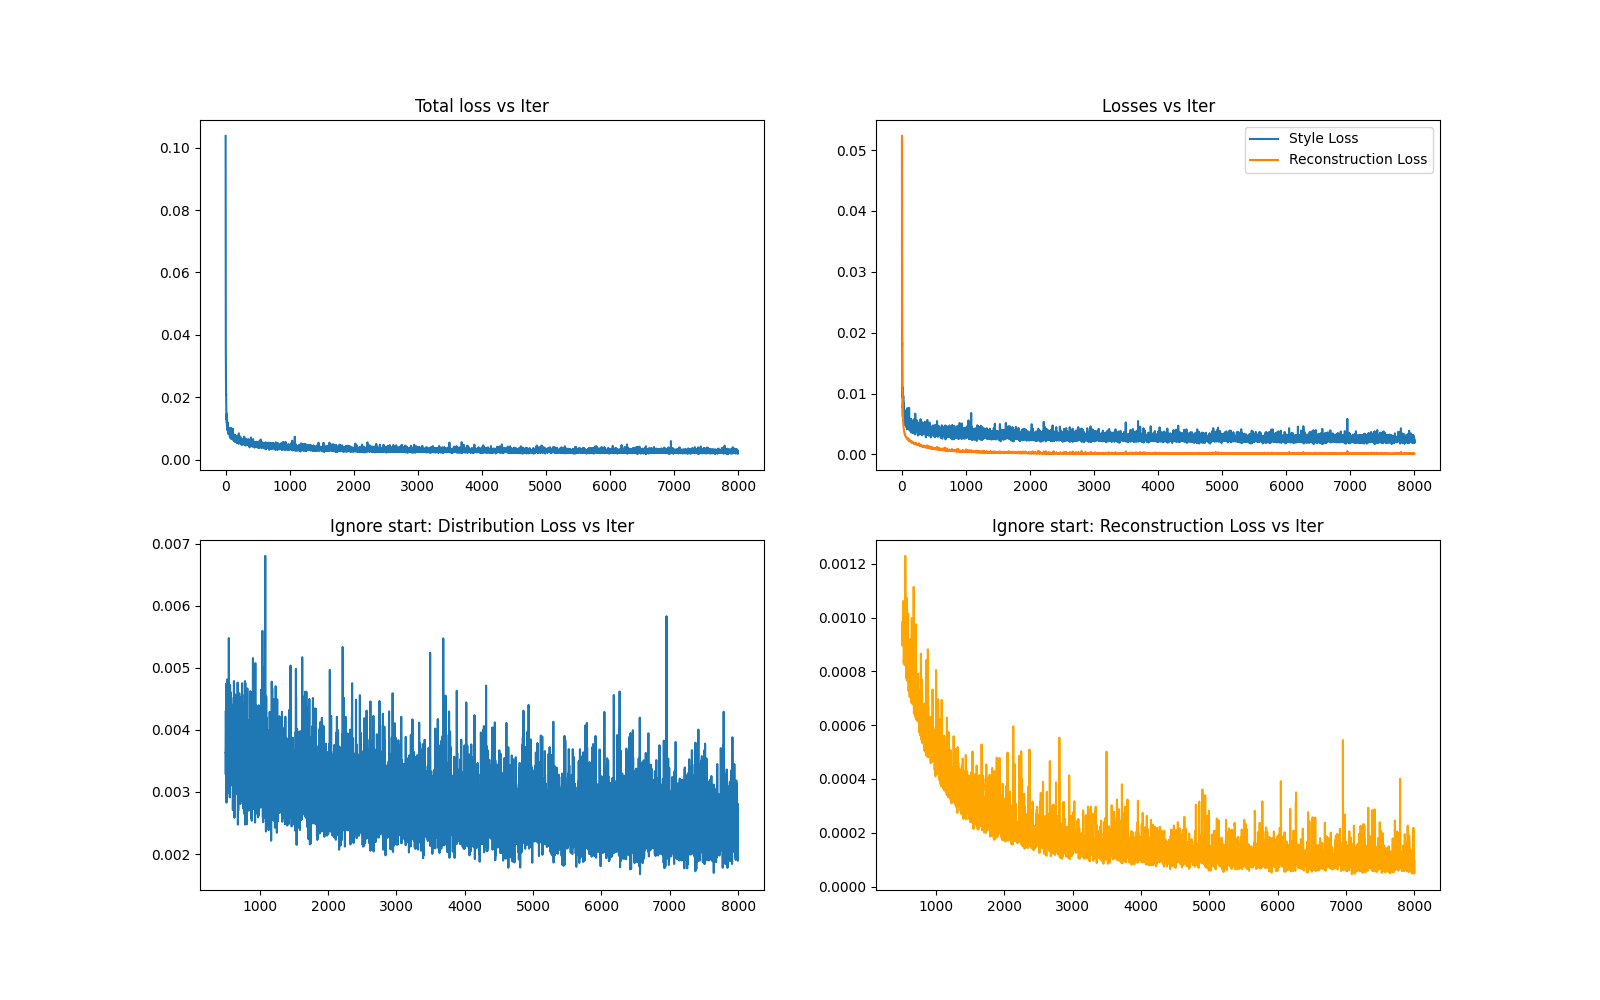 Total loss vs Iter
0.10
0.08
0.06
0.04
0.02
0.00
0 1000 2000 3000 4000 5000 6000 7000 8000
Losses vs Iter
Style Loss
Reconstruction Loss
0.05
0.04
0.03
0.02
0.01
0.00
0 1000 2000 3000 4000 5000 6000 7000 8000
Ignore start: Distribution Loss vs Iter
0.007
0.006
0.005
0.004
0.003
0.002
1000 2000 3000 4000 5000 6000 7000 8000
Ignore start: Reconstruction Loss vs Iter
0.0012
0.0010
0.0008
0.0006
0.0004
0.0002
0.0000
1000 2000 3000 4000 5000 6000 7000 8000